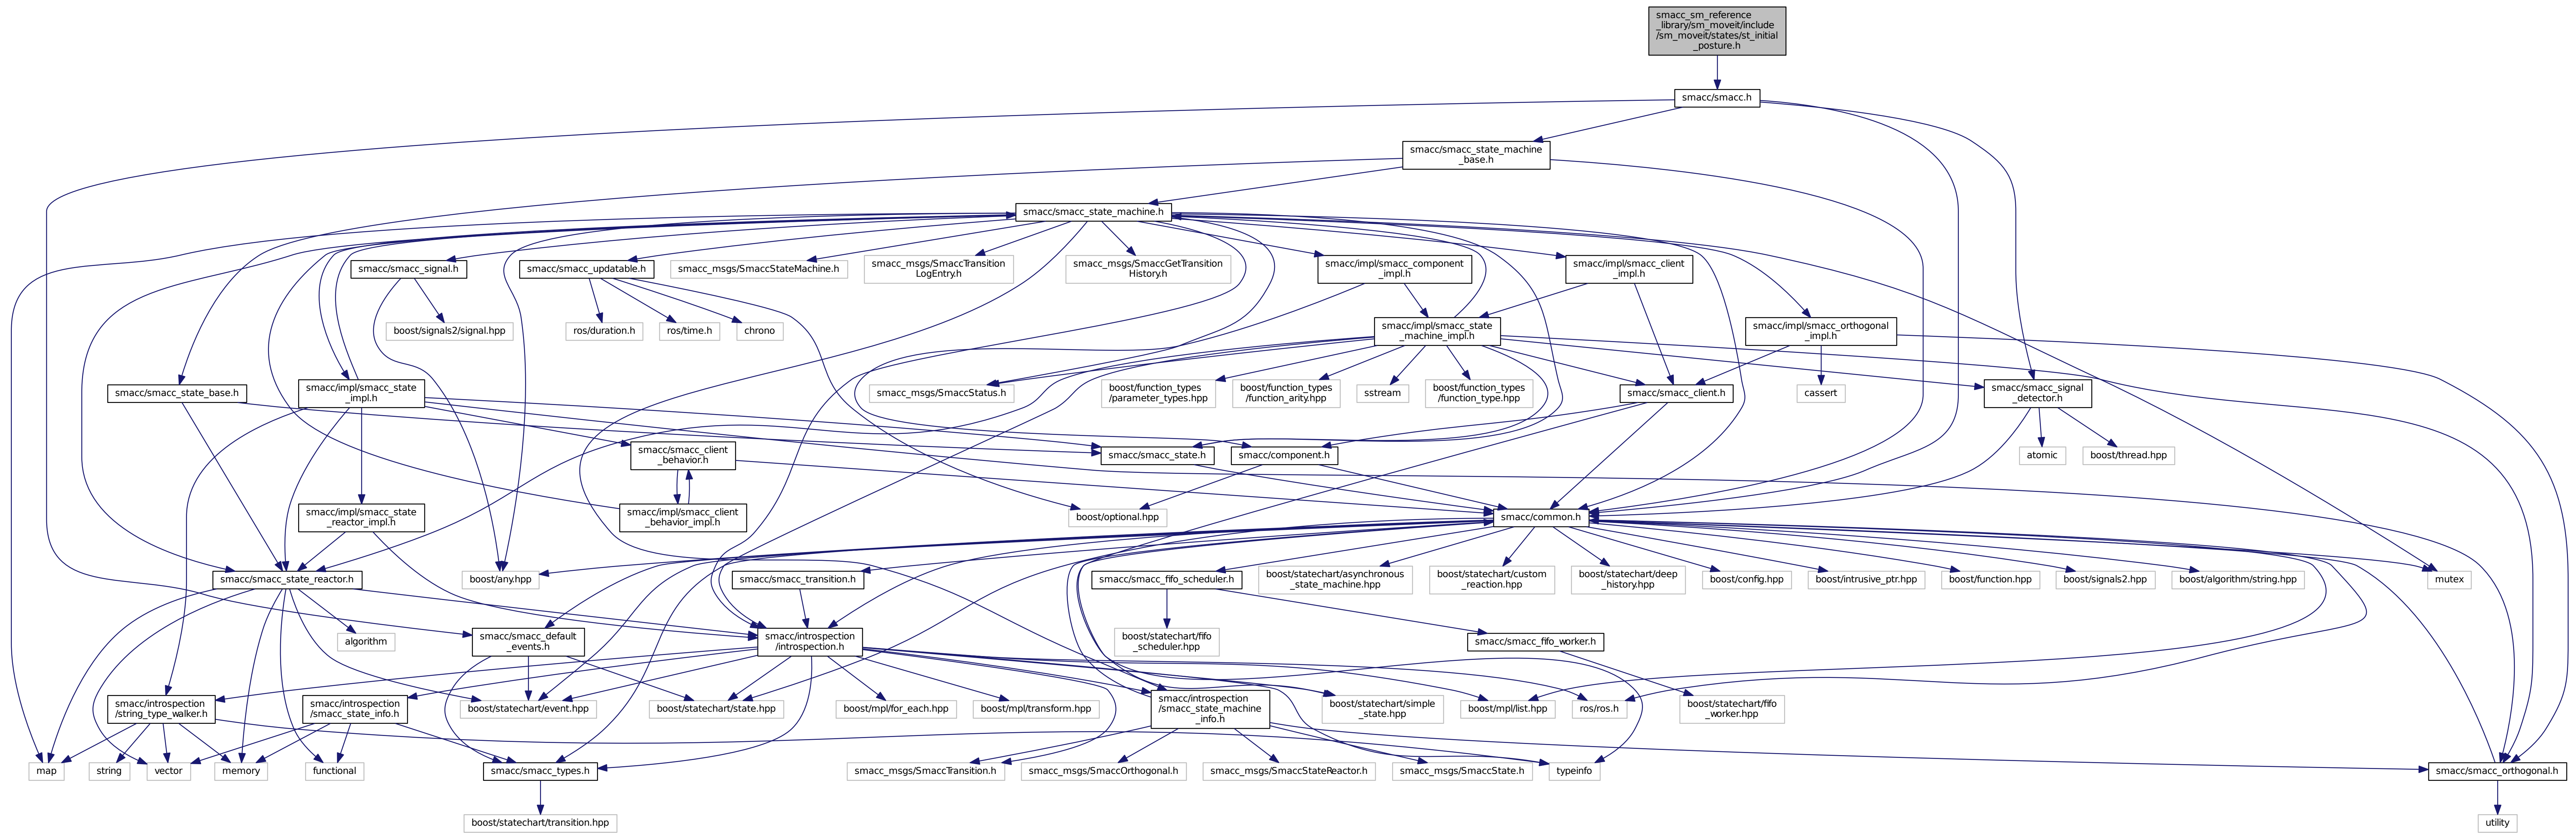 smacc_sm_reference
_library/sm_moveit/include
/sm_moveit/states/st_initial
_posture.h
smacc/smacc.h
smacc/smacc_state_machine
_base.h
smacc/smacc_state_machine.h
smacc/smacc_signal.h
smacc/smacc_updatable.h
smacc_msgs/SmaccStateMachine.h
smacc_msgs/SmaccTransition
LogEntry.h
smacc_msgs/SmaccGetTransition
History.h
smacc/impl/smacc_component
_impl.h
smacc/impl/smacc_client
_impl.h
boost/signals2/signal.hpp
ros/duration.h
ros/time.h
chrono
smacc/impl/smacc_state
_machine_impl.h
smacc/impl/smacc_orthogonal
_impl.h
smacc/smacc_state_base.h
smacc/impl/smacc_state
_impl.h
smacc_msgs/SmaccStatus.h
boost/function_types
/parameter_types.hpp
boost/function_types
/function_arity.hpp
sstream
boost/function_types
/function_type.hpp
smacc/smacc_client.h
cassert
smacc/smacc_signal
_detector.h
smacc/smacc_client
_behavior.h
smacc/smacc_state.h
smacc/component.h
atomic
boost/thread.hpp
smacc/impl/smacc_state
_reactor_impl.h
smacc/impl/smacc_client
_behavior_impl.h
boost/optional.hpp
smacc/common.h
smacc/smacc_state_reactor.h
boost/any.hpp
smacc/smacc_transition.h
smacc/smacc_fifo_scheduler.h
boost/statechart/asynchronous
_state_machine.hpp
boost/statechart/custom
_reaction.hpp
boost/statechart/deep
_history.hpp
boost/config.hpp
boost/intrusive_ptr.hpp
boost/function.hpp
boost/signals2.hpp
boost/algorithm/string.hpp
mutex
algorithm
smacc/smacc_default
_events.h
smacc/introspection
/introspection.h
boost/statechart/fifo
_scheduler.hpp
smacc/smacc_fifo_worker.h
smacc/introspection
/string_type_walker.h
smacc/introspection
/smacc_state_info.h
boost/statechart/event.hpp
boost/statechart/state.hpp
boost/mpl/for_each.hpp
boost/mpl/transform.hpp
smacc/introspection
/smacc_state_machine
_info.h
boost/statechart/simple
_state.hpp
boost/mpl/list.hpp
ros/ros.h
boost/statechart/fifo
_worker.hpp
map
string
vector
memory
functional
smacc/smacc_types.h
smacc_msgs/SmaccTransition.h
smacc_msgs/SmaccOrthogonal.h
smacc_msgs/SmaccStateReactor.h
smacc_msgs/SmaccState.h
typeinfo
smacc/smacc_orthogonal.h
boost/statechart/transition.hpp
utility